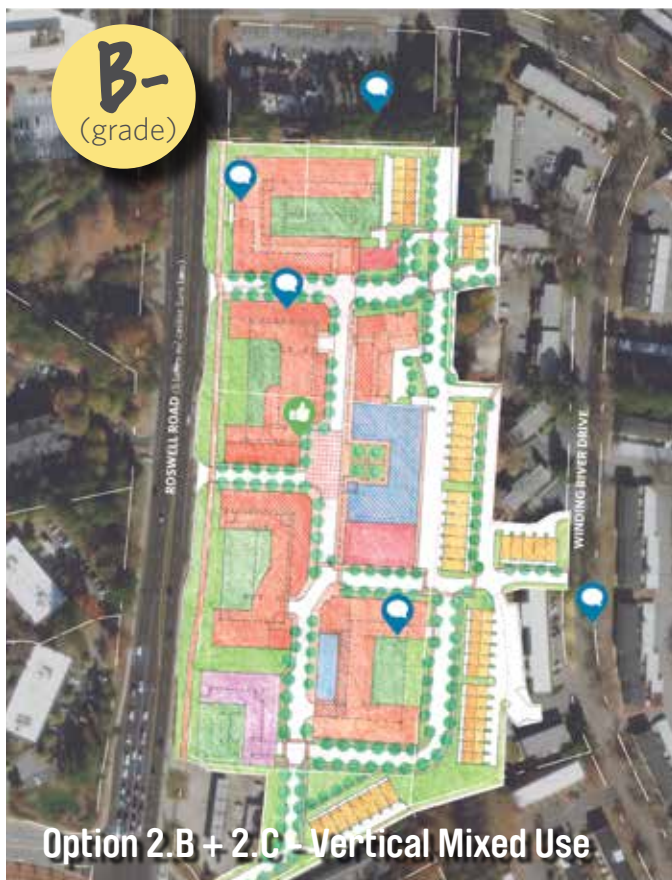 B-
(grade)
ROSWELL ROAD
WINDING RIVER DRIVE
Option 2.B + 2.C - Vertical Mixed Use